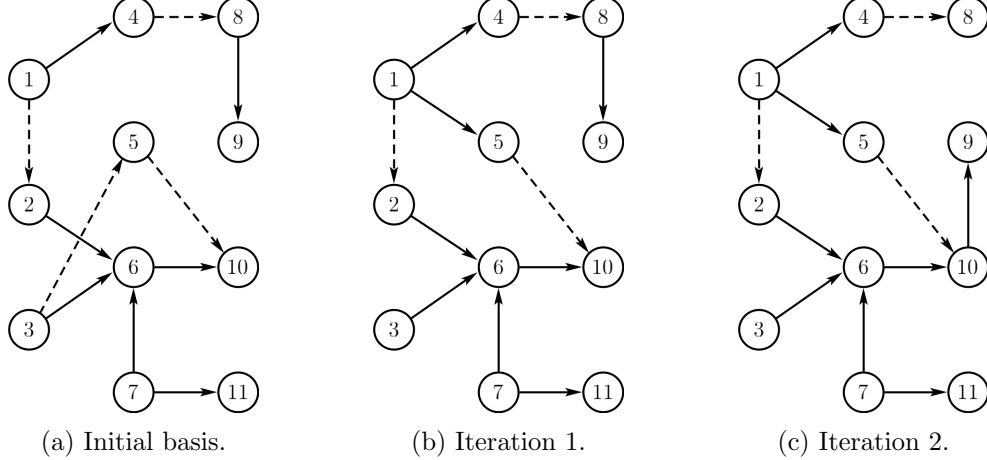 4 8 4 8 4 8
1 1 1
5 9 5 9 5 9
2 2 2
6 10 6 10 6 10
3 3 3
7 11 7 11 7 11
(a) Initial basis. (b) Iteration 1. (c) Iteration 2.